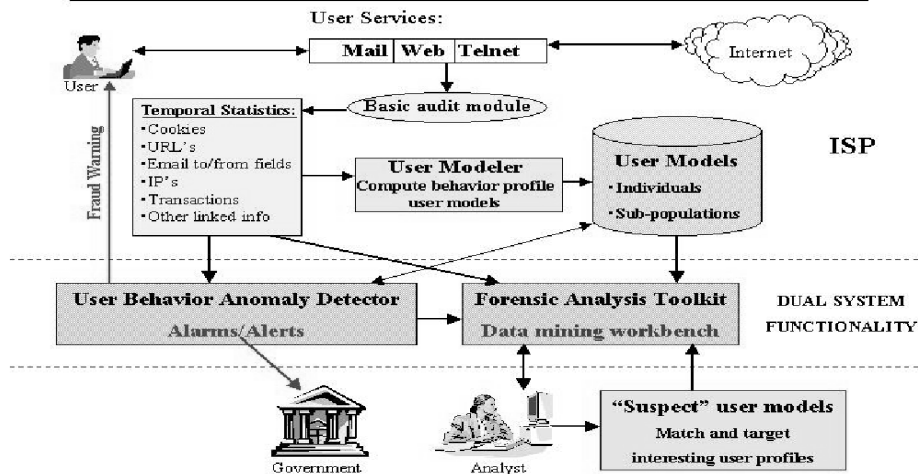 User Services:
Mail Web Telnet
Internet
User
Basic audit module
Temporal Statistics:
•Cookies
•URL's
•Email to/from fields
•IP's
•Transactions
•Other linked info
Fraud Warning
User Modeler
Compute behavior profile
user models
User Models
• Individuals
• Sub-populations
ISP
User Behavior Anomaly Detector
Alarms/Alerts
Forensic Analysis Toolkit
Data mining workbench
DUAL SYSTEM
FUNCTIONALITY
Government
Analyst
“Suspect” user models
Match and target
interesting user profiles